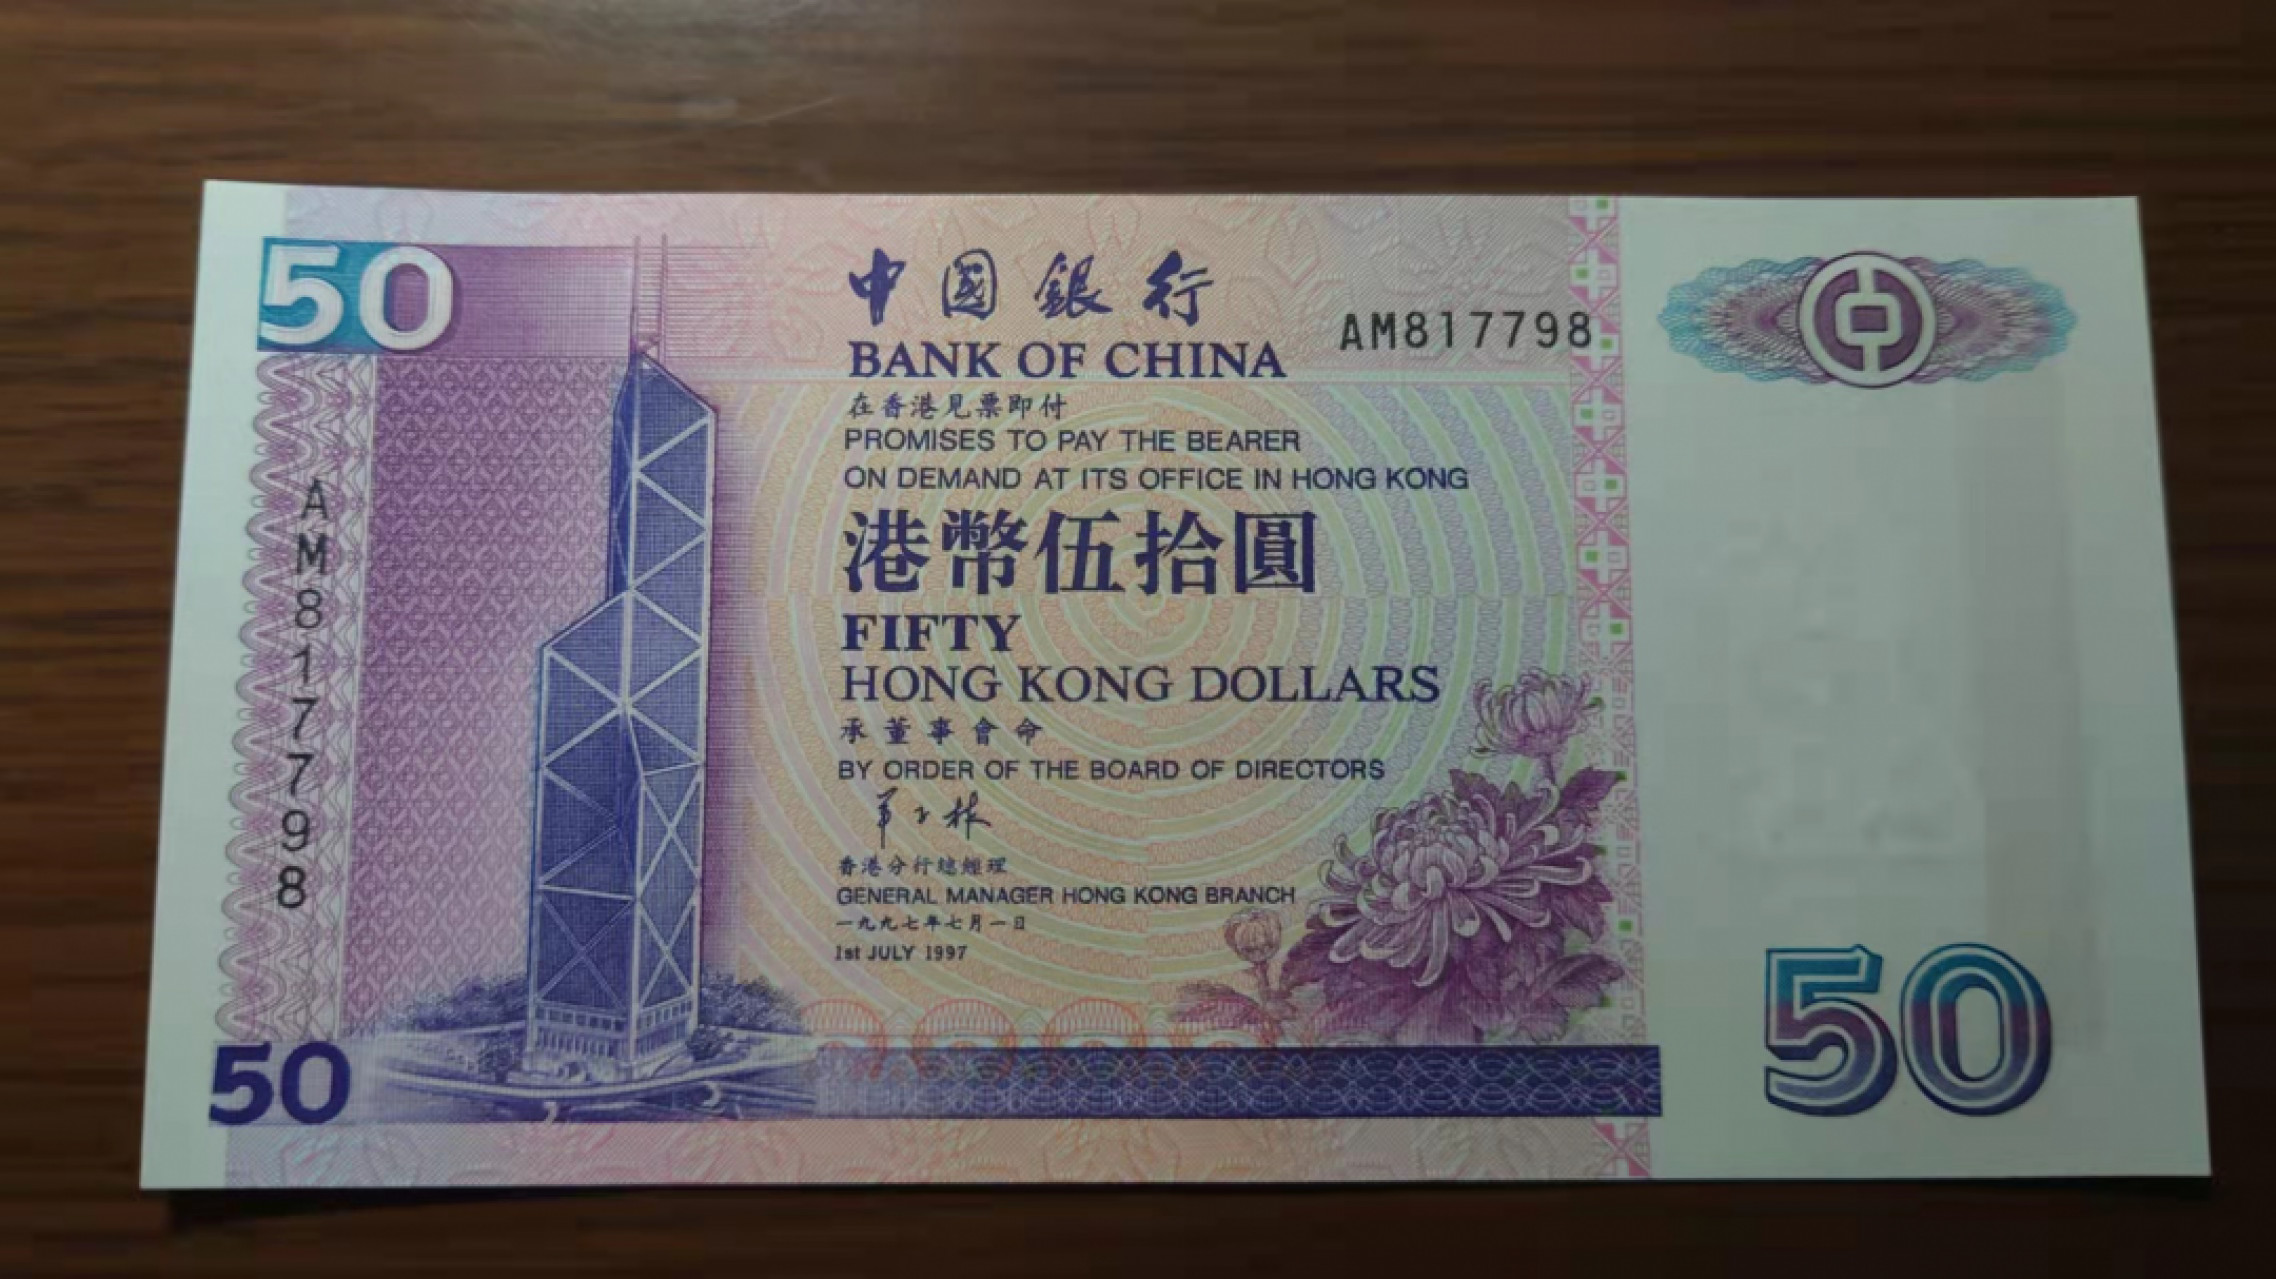 50
中國銀行
BANK OF CHINA
AM817798
在香港見票即付
PROMISES TO PAY THE BEARER
ON DEMAND AT ITS OFFICE IN HONG KONG
港幣伍拾圓
FIFTY
HONG KONG DOLLARS
承董事會命
BY ORDER OF THE BOARD OF DIRECTORS
香港分行總經理
GENERAL MANAGER HONG KONG BRANCH
一九九七年七月一日
1st JULY 1997
AM817798
50
50